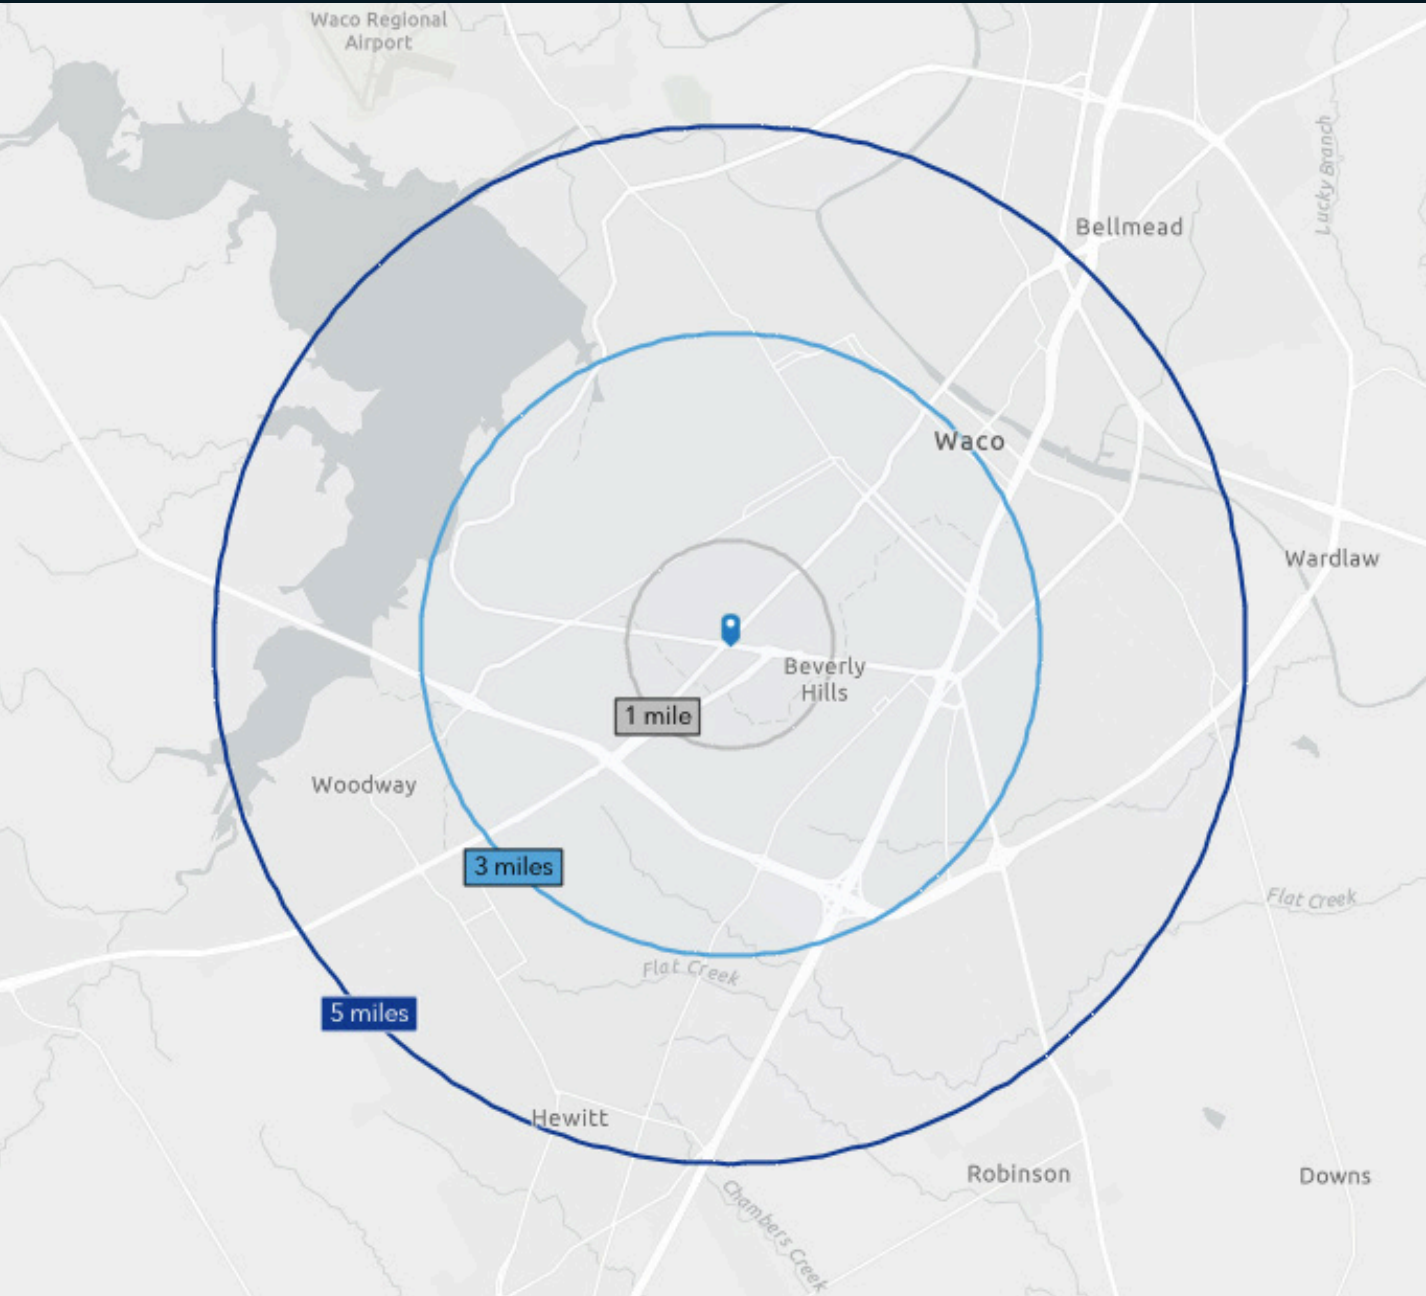 Waco Regional
Airport
Lucky Branch
Bellmead
Waco
Wardlaw
Beverly
Hills
1 mile
Woodway
3 miles
Flat Creek
Flat Creek
5 miles
Hewitt
Robinson
Downs
Chambers Creek